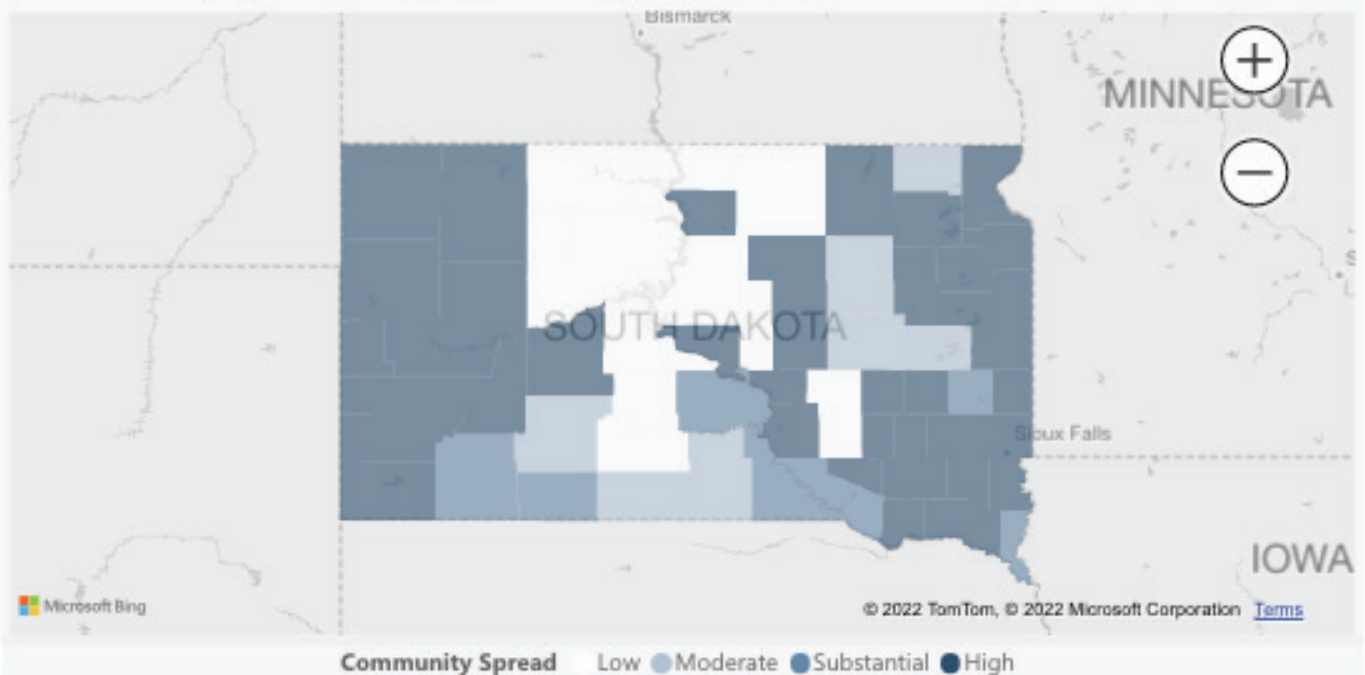 Bismarck
MINNESOTA
SOUTH DAKOTA
Sioux Falls
IOWA
Microsoft Bing
© 2022 TomTom, © 2022 Microsoft Corporation Terms
Community Spread Low Moderate Substantial High